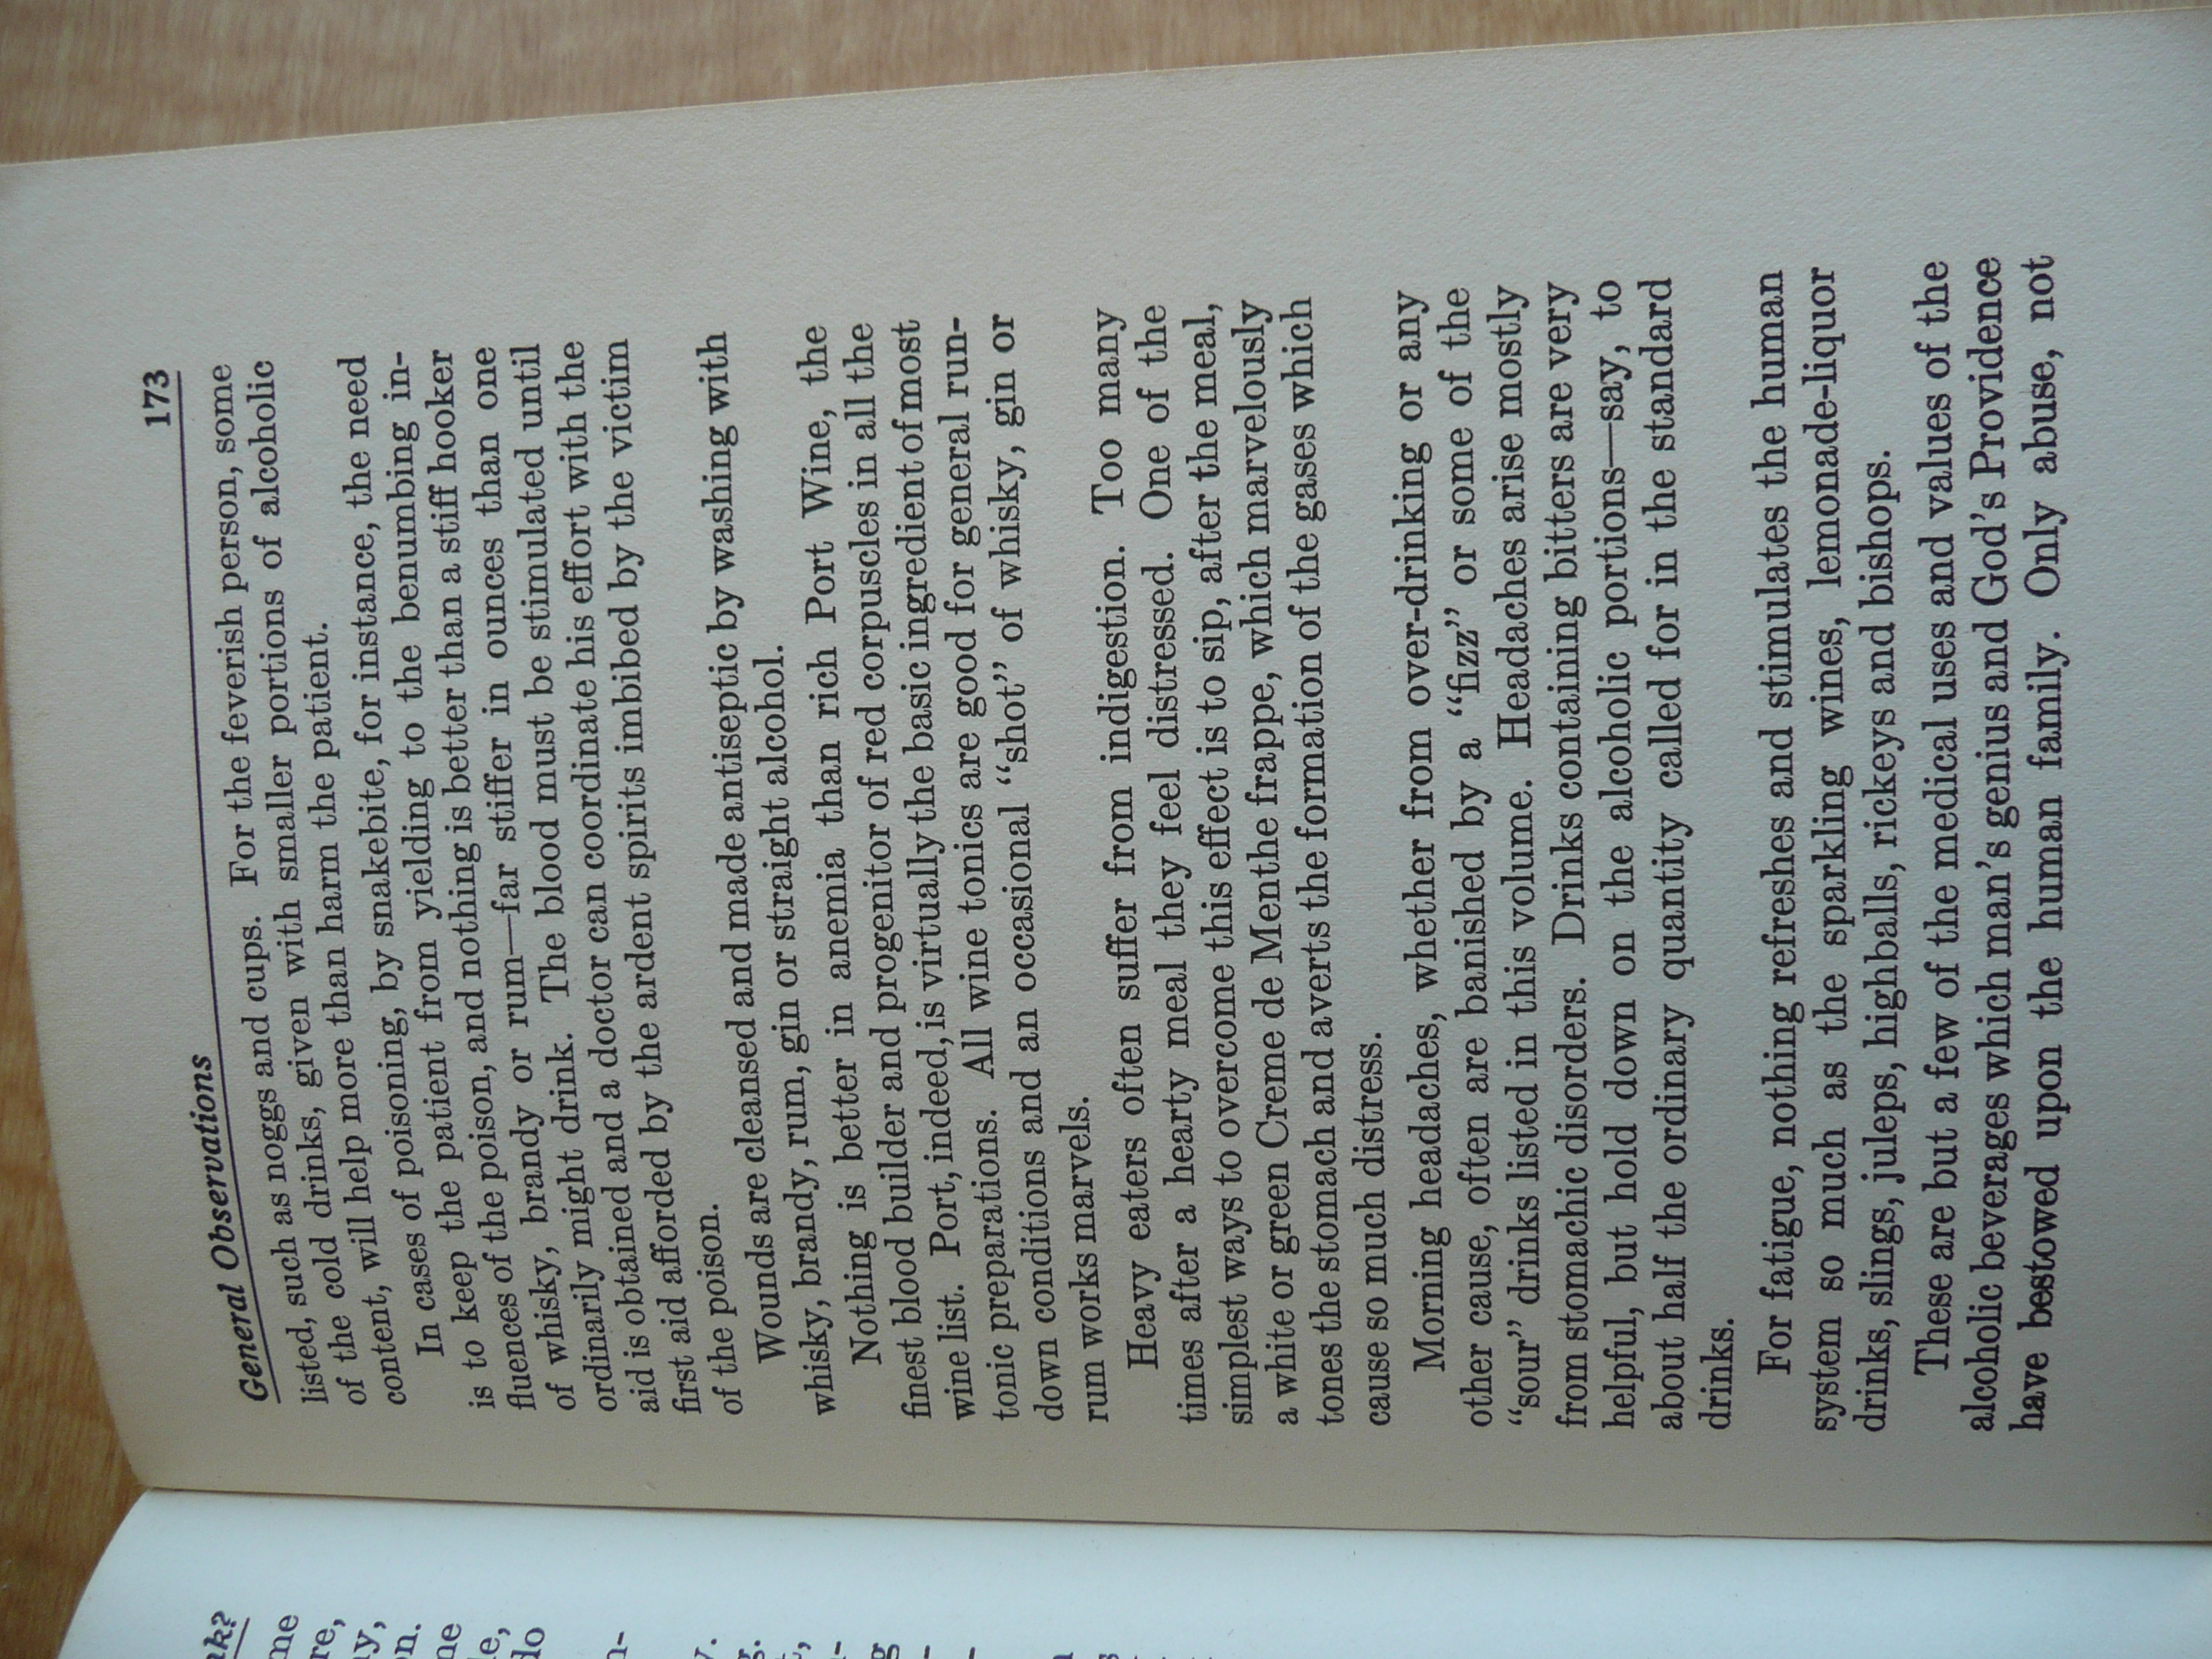 General Observations 173
listed, such as noggs and cups. For the feverish person, some
of the cold drinks, given with smaller portions of alcoholic
content, will help more than harm the patient.
In cases of poisoning, by snakebite, for instance, the need
is to keep the patient from yielding to the benumbing in-
fluences of the poison, and nothing is better than a stiff hooker
of whisky, brandy or rum—far stiffer in ounces than one
ordinarily might drink. The blood must be stimulated until
aid is obtained and a doctor can coordinate his effort with the
first aid afforded by the ardent spirits imbibed by the victim
of the poison.
Wounds are cleansed and made antiseptic by washing with
whisky, brandy, rum, gin or straight alcohol.
Nothing is better in anemia than rich Port Wine, the
finest blood builder and progenitor of red corpuscles in all the
wine list. Port, indeed, is virtually the basic ingredient of most
tonic preparations. All wine tonics are good for general run-
down conditions and an occasional “shot” of whisky, gin or
rum works marvels.
Heavy eaters often suffer from indigestion. Too many
times after a hearty meal they feel distressed. One of the
simplest ways to overcome this effect is to sip, after the meal,
a white or green Creme de Menthe frappe, which marvelously
tones the stomach and averts the formation of the gases which
cause so much distress.
Morning headaches, whether from over-drinking or any
other cause, often are banished by a “fizz” or some of the
“sour” drinks listed in this volume. Headaches arise mostly
from stomachic disorders. Drinks containing bitters are very
helpful, but hold down on the alcoholic portions—say, to
about half the ordinary quantity called for in the standard
drinks.
For fatigue, nothing refreshes and stimulates the human
system so much as the sparkling wines, lemonade-liquor
drinks, slings, juleps, highballs, rickeys and bishops.
These are but a few of the medical uses and values of the
alcoholic beverages which man's genius and God's Providence
have bestowed upon the human family. Only abuse, not